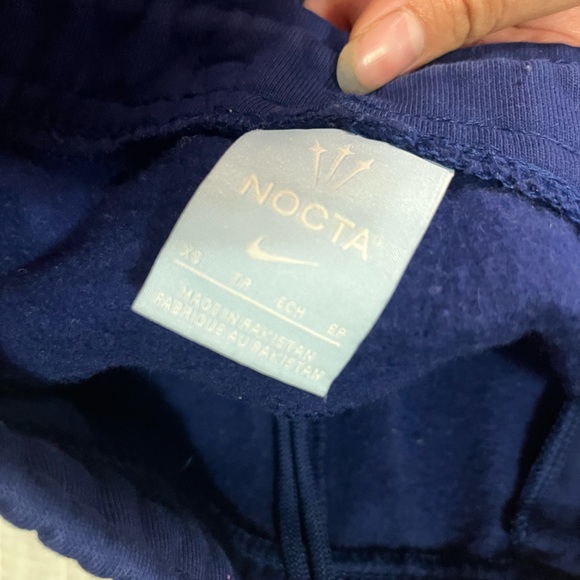 NOCTA
XS TP ECH EP
MADE IN PAKISTAN
FABRIQUE AU PAKISTAN